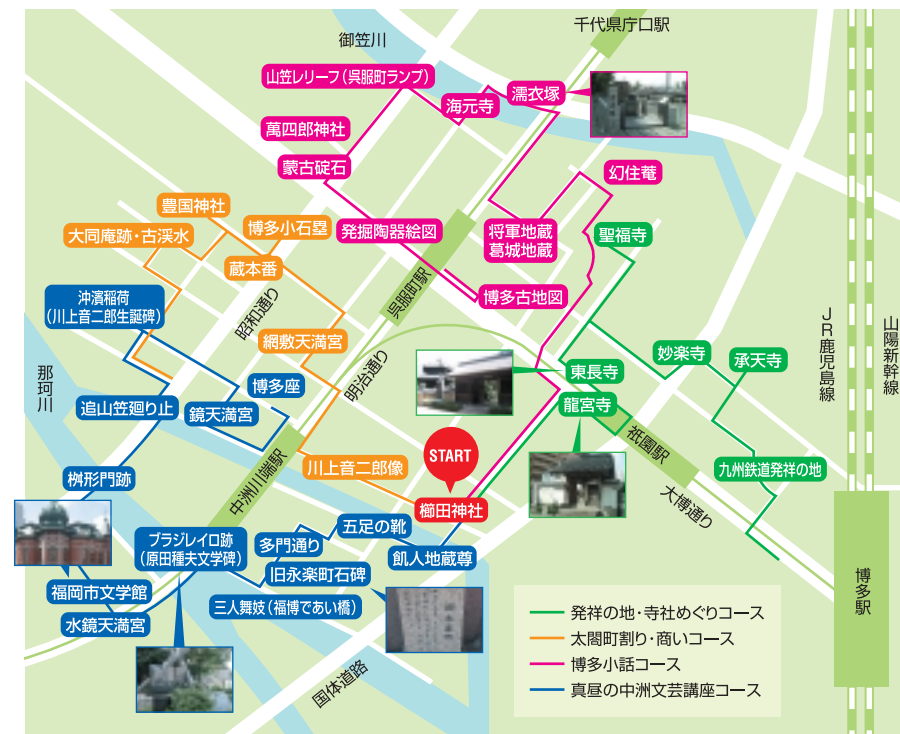 千代県庁口駅
御笠川
山笠レリーフ（呉服町ランプ）
濡衣塚
海元寺
萬四郎神社
蒙古碇石
幻住菴
豊国神社
博多小石塁
発掘陶器絵図
将軍地蔵
葛城地蔵
聖福寺
大同庵跡・古渓水
蔵本番
呉服町駅
博多古地図
沖濱稲荷
（川上音二郎生誕碑）
昭和通り
JR鹿児島線
山陽新幹線
綱敷天満宮
明治通り
妙楽寺
承天寺
那珂川
博多座
東長寺
追山笠廻り止
鏡天満宮
龍宮寺
START
祇園駅
川上音二郎像
九州鉄道発祥の地
桝形門跡
中洲川端駅
大博通り
櫛田神社
五足の靴
ブラジレイロ跡
（原田種夫文学碑）
多門通り
飢人地蔵尊
旧永楽町石碑
博多駅
福岡市文学館
三人舞妓（福博であい橋）
水鏡天満宮
国体道路
発祥の地・寺社めぐりコース
太閤町割り・商いコース
博多小話コース
真昼の中洲文芸講座コース